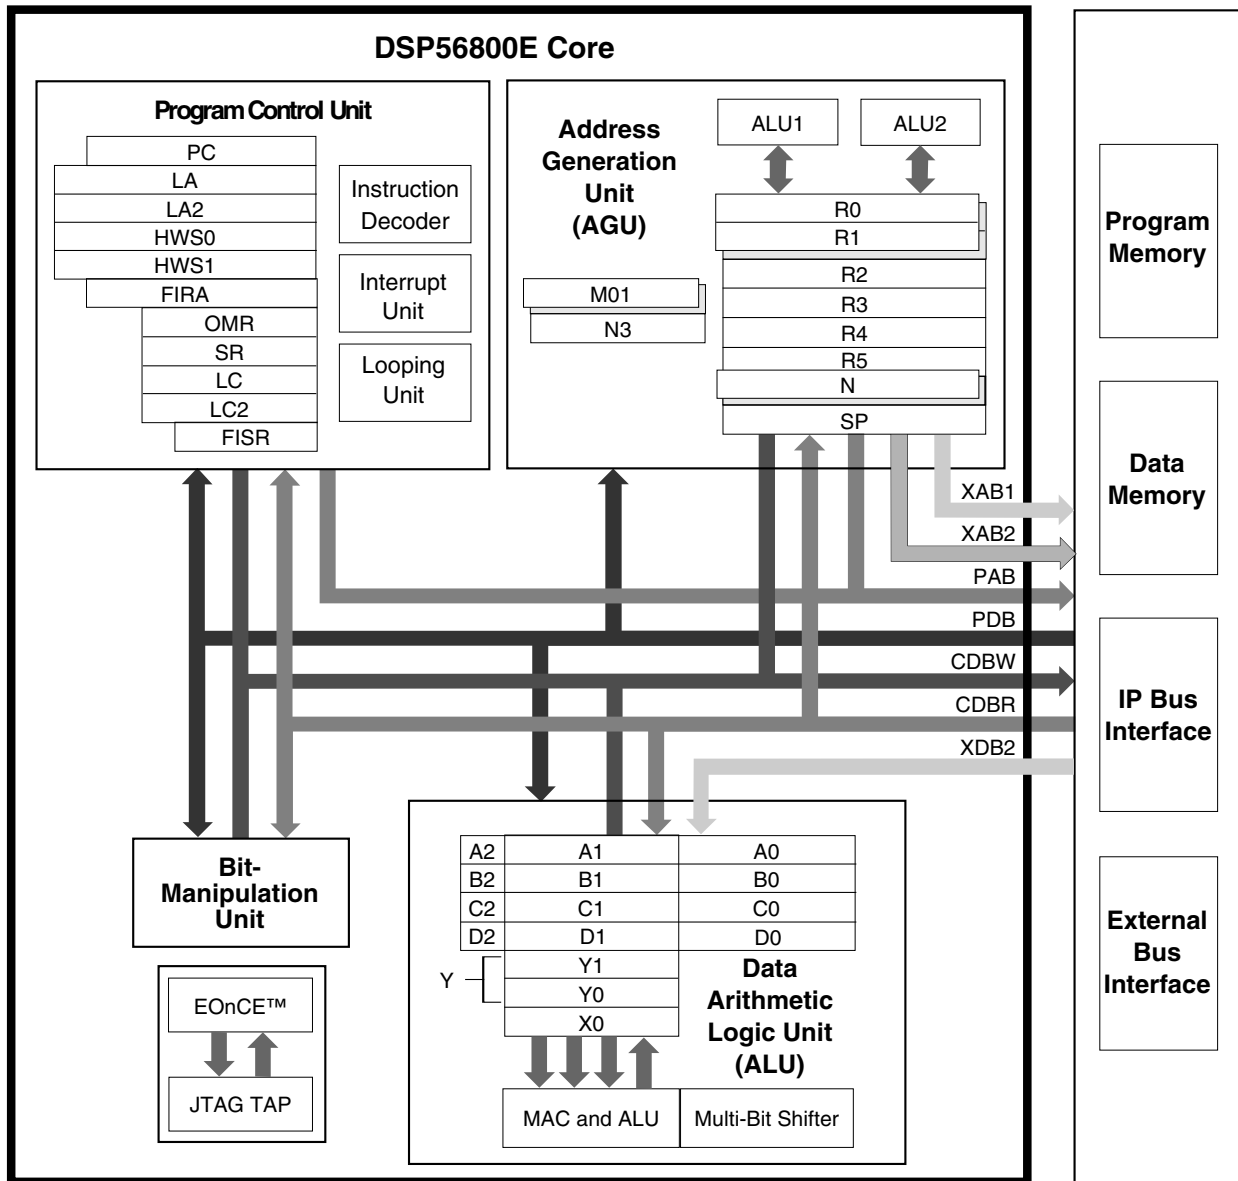 DSP56800E Core
Program Control Unit
PC
LA
LA2
HWS0
HWS1
FIRA
OMR
SR
LC
LC2
FISR
Instruction
Decoder
Interrupt
Unit
Looping
Unit
Address
Generation
Unit
(AGU)
ALU1
ALU2
R0
R1
R2
R3
R4
R5
N
SP
M01
N3
XAB1
XAB2
PAB
PDB
CDBW
CDBR
XDB2
Program
Memory
Data
Memory
IP Bus
Interface
External
Bus
Interface
Bit-
Manipulation
Unit
EOnCE™
JTAG TAP
A2 A1 A0
B2 B1 B0
C2 C1 C0
D2 D1 D0
Y
Y1
Y0
X0
Data
Arithmetic
Logic Unit
(ALU)
MAC and ALU
Multi-Bit Shifter